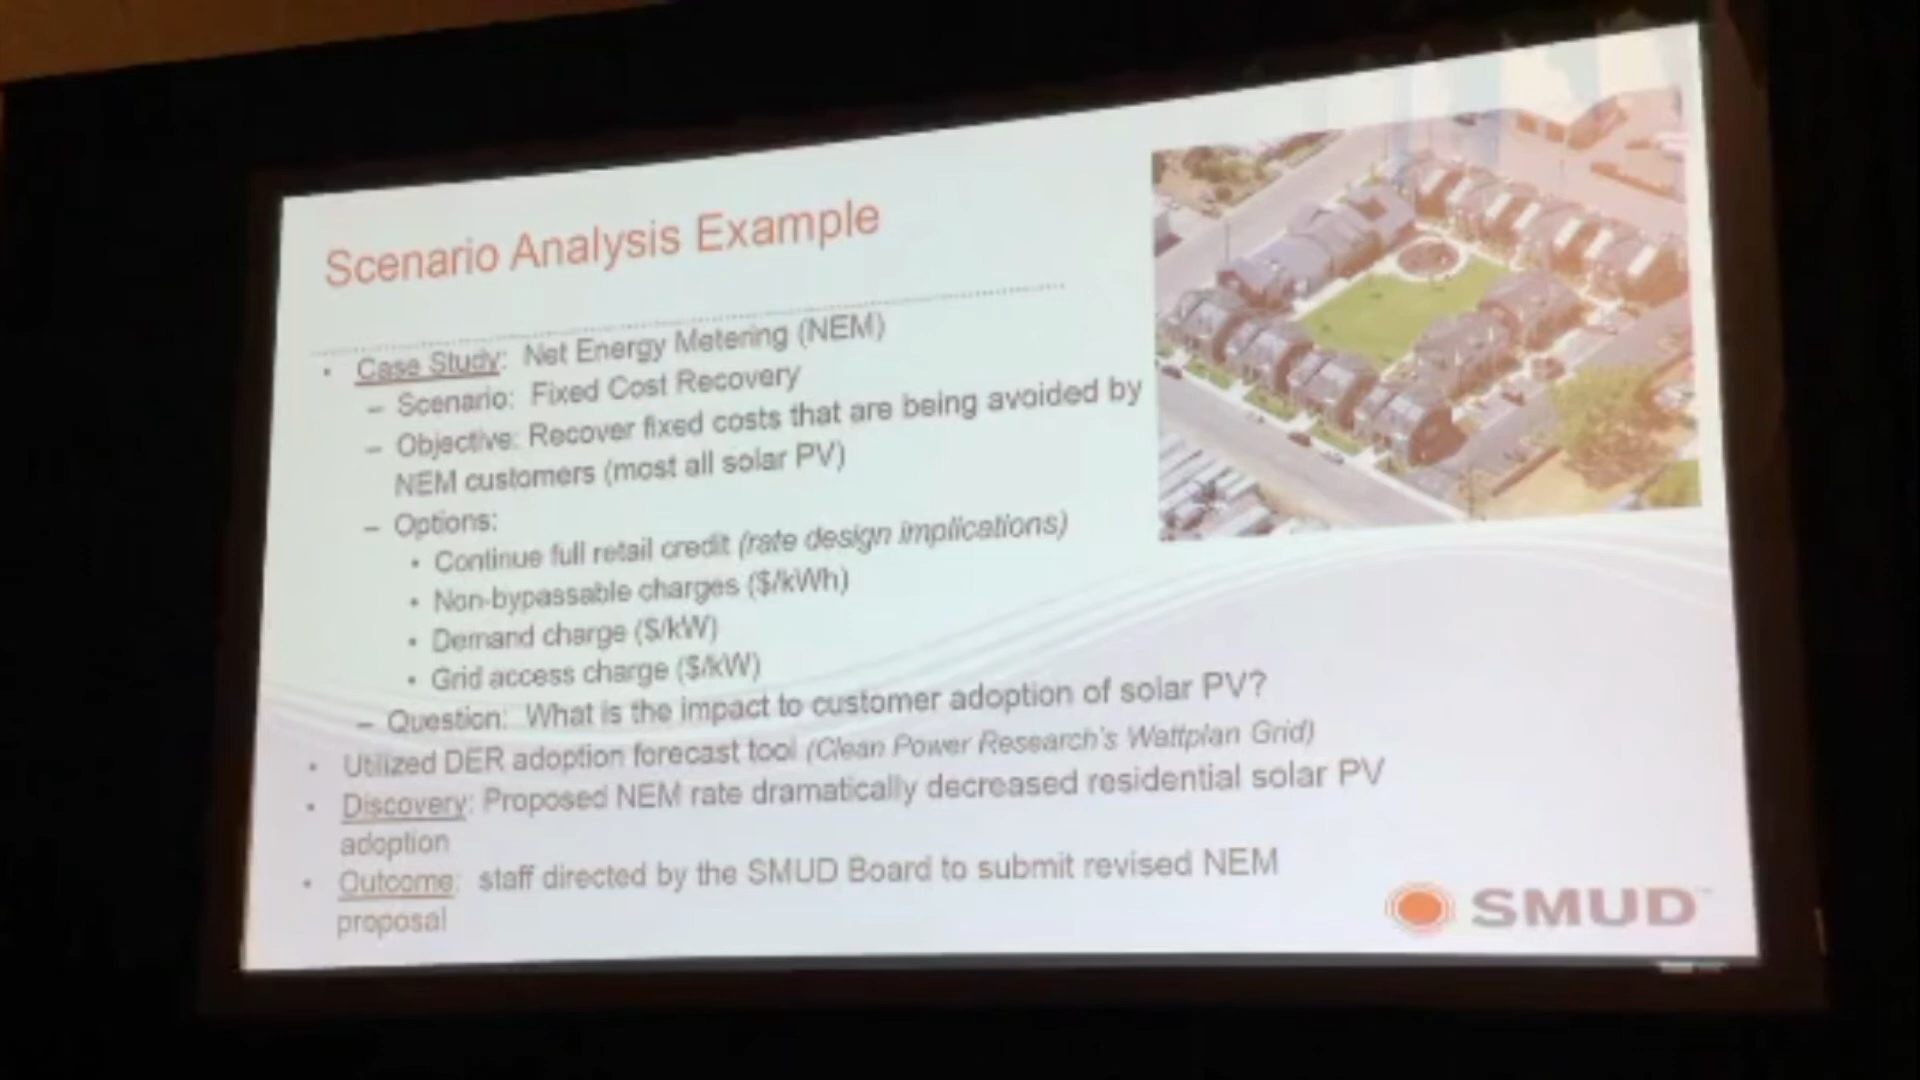 Scenario Analysis Example
• Case Study: Net Energy Metering (NEM)
– Scenario: Fixed Cost Recovery
– Objective: Recover fixed costs that are being avoided by
NEM customers (most all solar PV)
– Options:
• Continue full retail credit (rate design implications)
• Non-bypassable charges ($/kWh)
• Demand charge ($/kW)
• Grid access charge ($/kW)
– Question: What is the impact to customer adoption of solar PV?
• Utilized DER adoption forecast tool (Clean Power Research's Wattplan Grid)
• Discovery: Proposed NEM rate dramatically decreased residential solar PV
adoption
• Outcome: staff directed by the SMUD Board to submit revised NEM
proposal
SMUD™